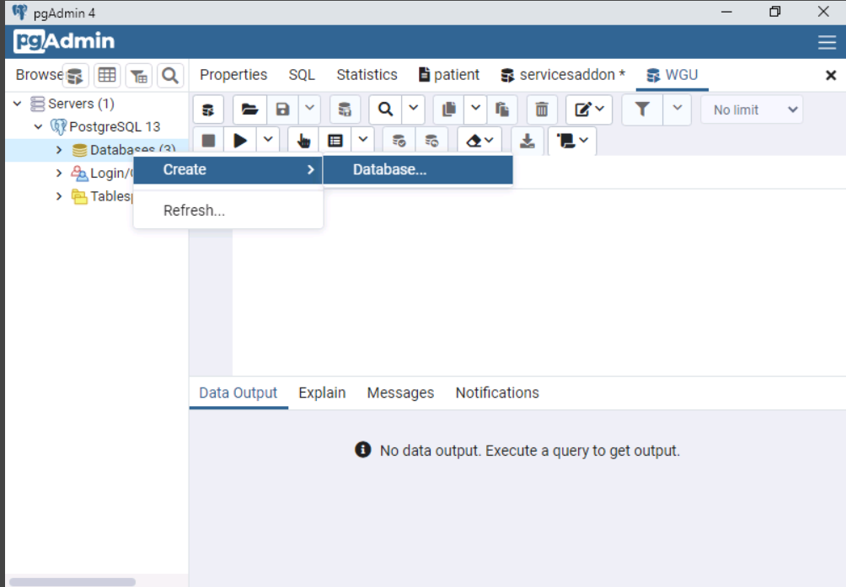 pgAdmin 4
pgAdmin
Browse
Properties SQL Statistics patient servicesaddon * WGU
Servers (1)
PostgreSQL 13
No limit
Databases (3)
Login/
Create
Database...
Refresh...
Data Output Explain Messages Notifications
No data output. Execute a query to get output.